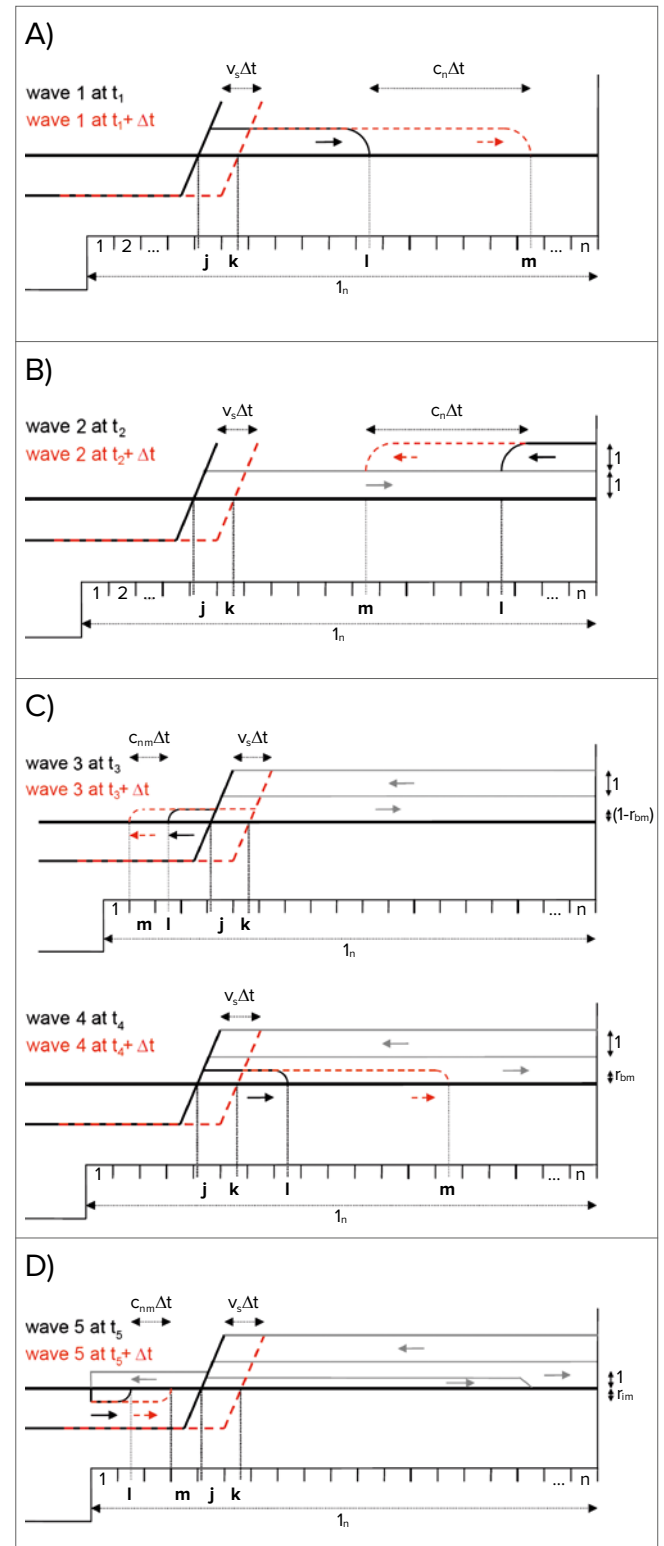 A)
vₛΔt cₙΔt
wave 1 at t₁
wave 1 at t₁+ Δt
1 2 ... ... n
j k l m
1ₙ
B)
vₛΔt cₙΔt
wave 2 at t₂
wave 2 at t₂+ Δt
1
1
1 2 ... ... n
j k m l
1ₙ
C)
cₙₘΔt vₛΔt
wave 3 at t₃
wave 3 at t₃+ Δt
1
(1-r_bm)
1 ... n
m l j k
1ₙ
vₛΔt
wave 4 at t₄
wave 4 at t₄+ Δt
1
r_bm
1 ... n
j k l m
1ₙ
D)
cₙₘΔt vₛΔt
wave 5 at t₅
wave 5 at t₅+ Δt
1
r_im
1 ... n
l m j k
1ₙ